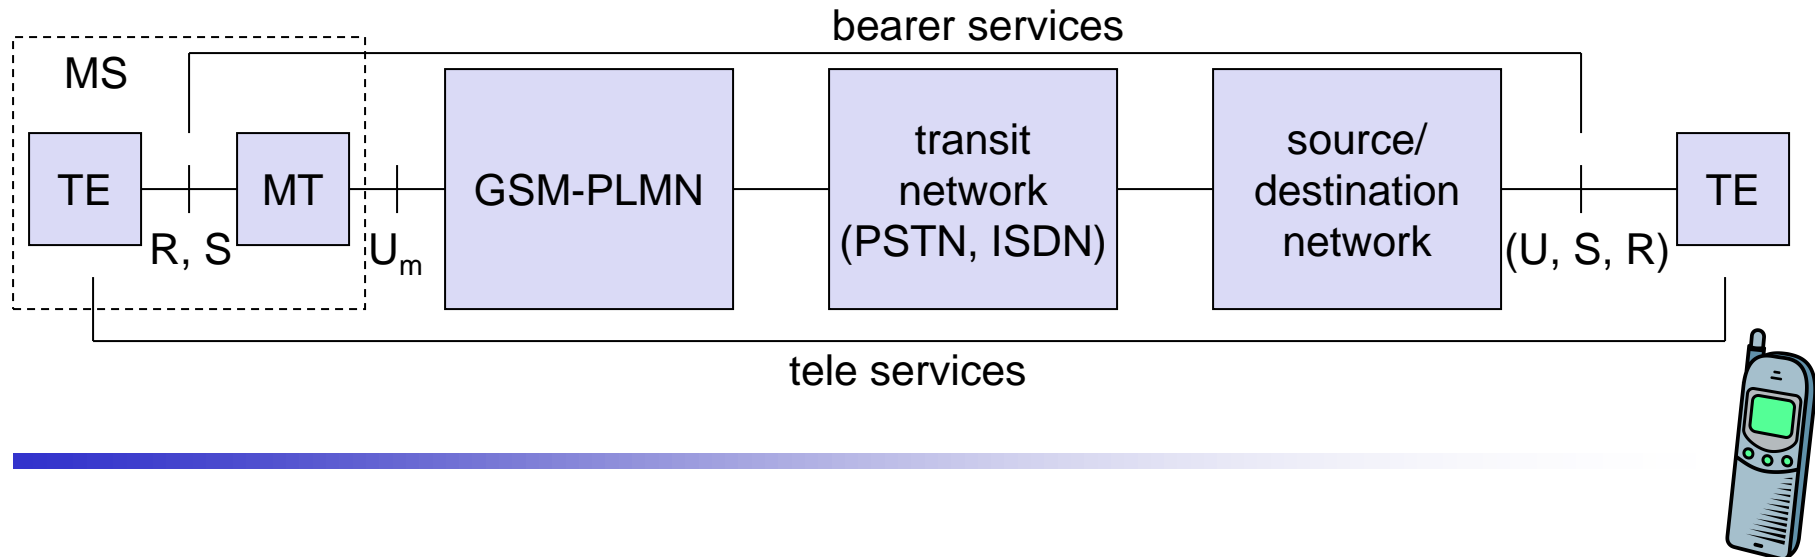 bearer services
MS
TE
R, S
MT
Um
GSM-PLMN
transit
network
(PSTN, ISDN)
source/
destination
network
(U, S, R)
TE
tele services